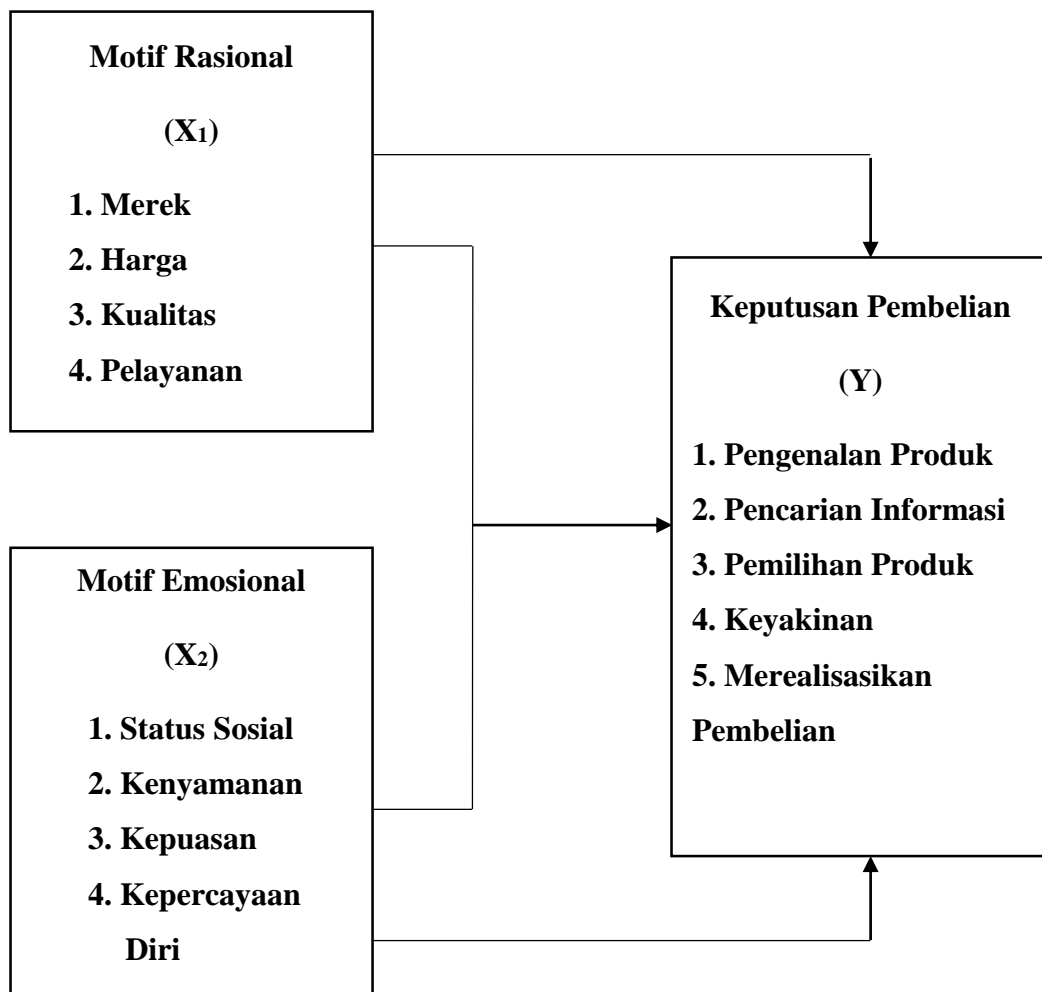 Motif Rasional
(X1)
1. Merek
2. Harga
3. Kualitas
4. Pelayanan
Motif Emosional
(X2)
1. Status Sosial
2. Kenyamanan
3. Kepuasan
4. Kepercayaan
Diri
Keputusan Pembelian
(Y)
1. Pengenalan Produk
2. Pencarian Informasi
3. Pemilihan Produk
4. Keyakinan
5. Merealisasikan
Pembelian